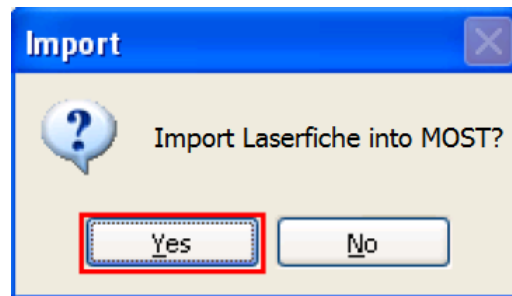 Import
Import Laserfiche into MOST?
Yes No